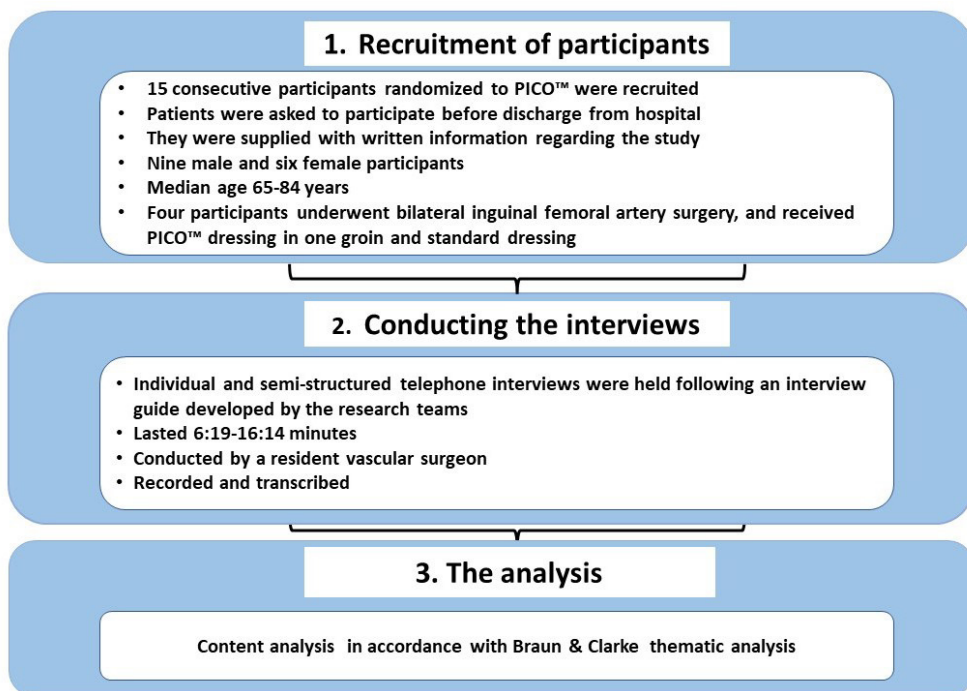 1. Recruitment of participants
• 15 consecutive participants randomized to PICO™ were recruited
• Patients were asked to participate before discharge from hospital
• They were supplied with written information regarding the study
• Nine male and six female participants
• Median age 65-84 years
• Four participants underwent bilateral inguinal femoral artery surgery, and received
PICO™ dressing in one groin and standard dressing
2. Conducting the interviews
• Individual and semi-structured telephone interviews were held following an interview
guide developed by the research teams
• Lasted 6:19-16:14 minutes
• Conducted by a resident vascular surgeon
• Recorded and transcribed
3. The analysis
Content analysis in accordance with Braun & Clarke thematic analysis